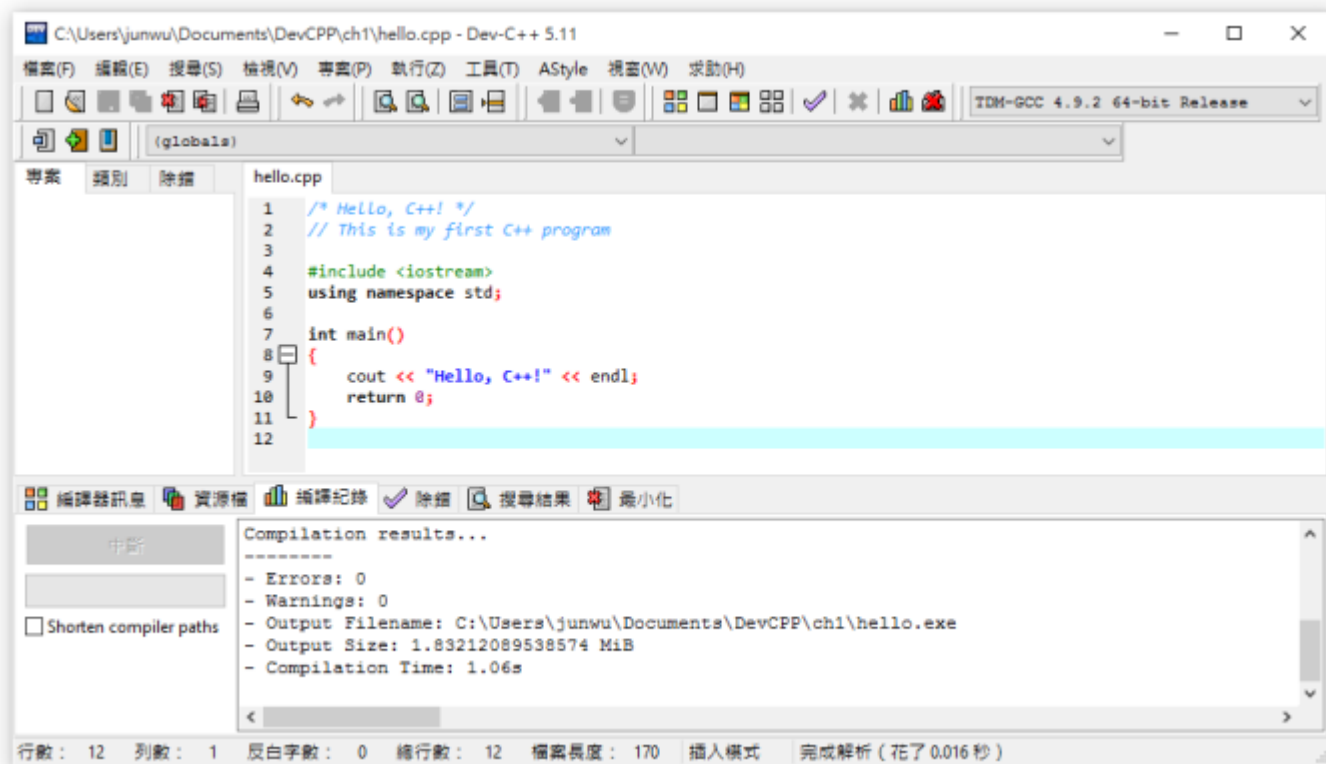 C:\Users\junwu\Documents\DevCPP\ch1\hello.cpp - Dev-C++ 5.11
檔案(F) 編輯(E) 搜尋(S) 檢視(V) 專案(P) 執行(Z) 工具(T) AStyle 視窗(W) 求助(H)
TDM-GCC 4.9.2 64-bit Release
(globals)
專案 類別 除錯 hello.cpp
1 /* Hello, C++! */
2 // This is my first C++ program
3
4 #include <iostream>
5 using namespace std;
6
7 int main()
8 {
9 cout << "Hello, C++!" << endl;
10 return 0;
11 }
12
編譯器訊息 資源檔 編譯紀錄 除錯 搜尋結果 最小化
中斷
Shorten compiler paths
Compilation results...
--------
- Errors: 0
- Warnings: 0
- Output Filename: C:\Users\junwu\Documents\DevCPP\ch1\hello.exe
- Output Size: 1.83212089538574 MiB
- Compilation Time: 1.06s
行數： 12 列數： 1 反白字數： 0 總行數： 12 檔案長度： 170 插入模式 完成解析 ( 花了 0.016 秒 )